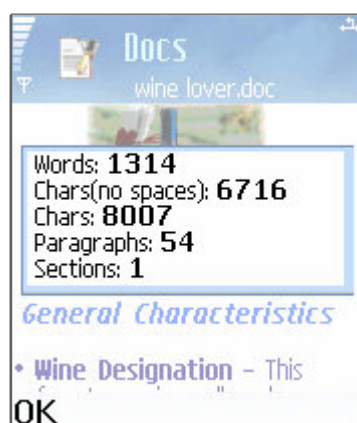 Docs
wine lover.doc
Words: 1314
Chars(no spaces): 6716
Chars: 8007
Paragraphs: 54
Sections: 1
General Characteristics
• Wine Designation – This
OK